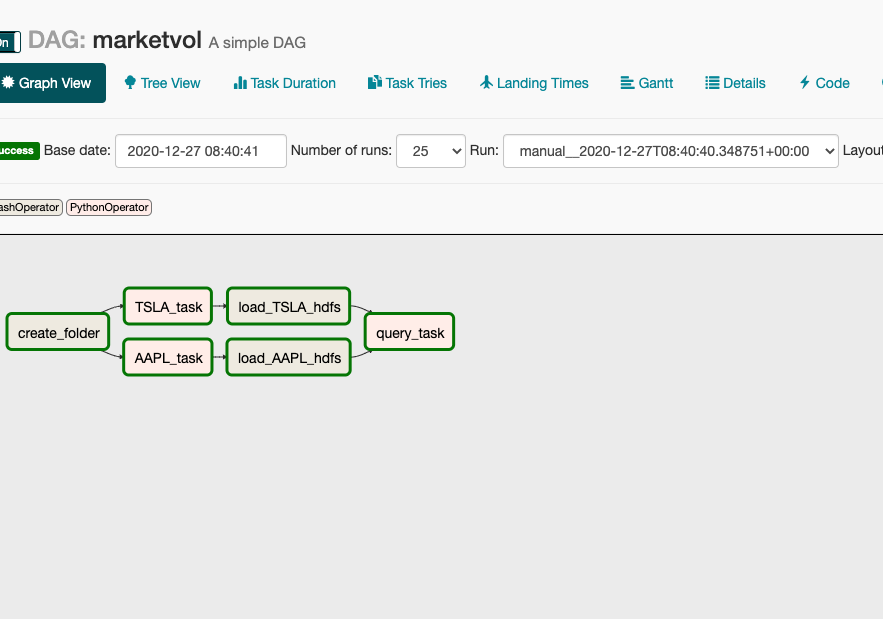 On DAG: marketvol A simple DAG
Graph View Tree View Task Duration Task Tries Landing Times Gantt Details Code
uccess Base date: 2020-12-27 08:40:41 Number of runs: 25 Run: manual__2020-12-27T08:40:40.348751+00:00 Layout
ashOperator PythonOperator
TSLA_task load_TSLA_hdfs
create_folder query_task
AAPL_task load_AAPL_hdfs